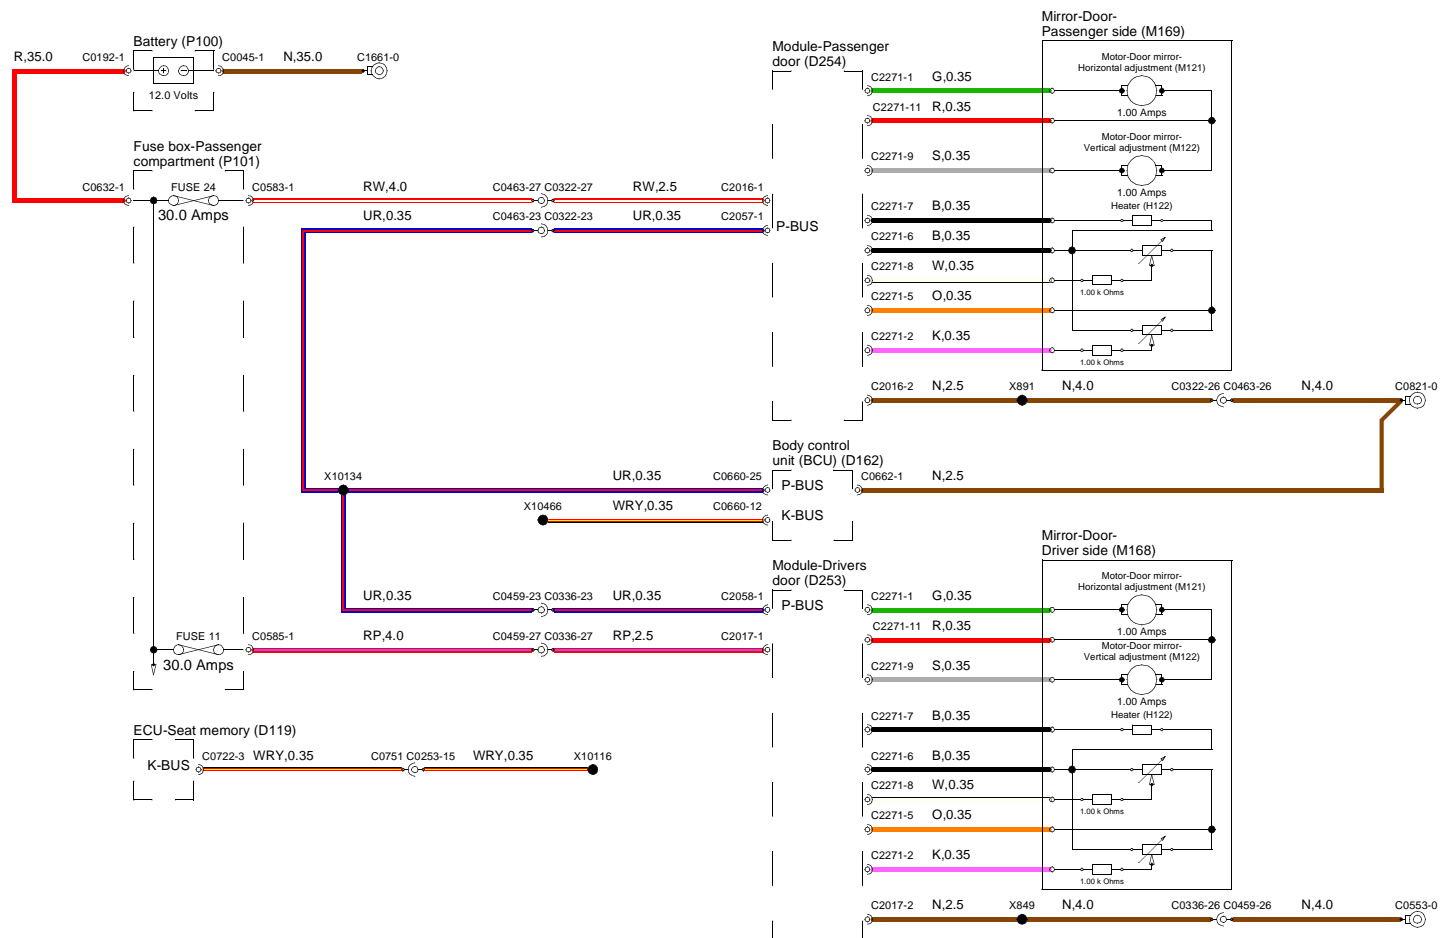 Battery (P100)
R,35.0
C0192-1
C0045-1
N,35.0
C1661-0
12.0 Volts
Fuse box-Passenger
compartment (P101)
C0632-1
FUSE 24
30.0 Amps
C0583-1
RW,4.0
C0463-27 C0322-27
RW,2.5
C2016-1
UR,0.35
C0463-23 C0322-23
UR,0.35
C2057-1
P-BUS
Module-Passenger
door (D254)
Mirror-Door-
Passenger side (M169)
C2271-1
G,0.35
Motor-Door mirror-
Horizontal adjustment (M121)
1.00 Amps
C2271-11
R,0.35
Motor-Door mirror-
Vertical adjustment (M122)
C2271-9
S,0.35
1.00 Amps
C2271-7
B,0.35
Heater (H122)
C2271-6
B,0.35
C2271-8
W,0.35
1.00 k Ohms
C2271-5
O,0.35
C2271-2
K,0.35
1.00 k Ohms
C2016-2
N,2.5
X891
N,4.0
C0322-26 C0463-26
N,4.0
C0821-0
Body control
unit (BCU) (D162)
X10134
UR,0.35
C0660-25
P-BUS
C0662-1
N,2.5
X10466
WRY,0.35
C0660-12
K-BUS
Module-Drivers
door (D253)
UR,0.35
C0459-23 C0336-23
UR,0.35
C2058-1
P-BUS
FUSE 11
30.0 Amps
C0585-1
RP,4.0
C0459-27 C0336-27
RP,2.5
C2017-1
Mirror-Door-
Driver side (M168)
C2271-1
G,0.35
Motor-Door mirror-
Horizontal adjustment (M121)
1.00 Amps
C2271-11
R,0.35
Motor-Door mirror-
Vertical adjustment (M122)
C2271-9
S,0.35
1.00 Amps
C2271-7
B,0.35
Heater (H122)
C2271-6
B,0.35
C2271-8
W,0.35
1.00 k Ohms
C2271-5
O,0.35
C2271-2
K,0.35
1.00 k Ohms
C2017-2
N,2.5
X849
N,4.0
C0336-26 C0459-26
N,4.0
C0553-0
ECU-Seat memory (D119)
K-BUS
C0722-3
WRY,0.35
C0751 C0253-15
WRY,0.35
X10116